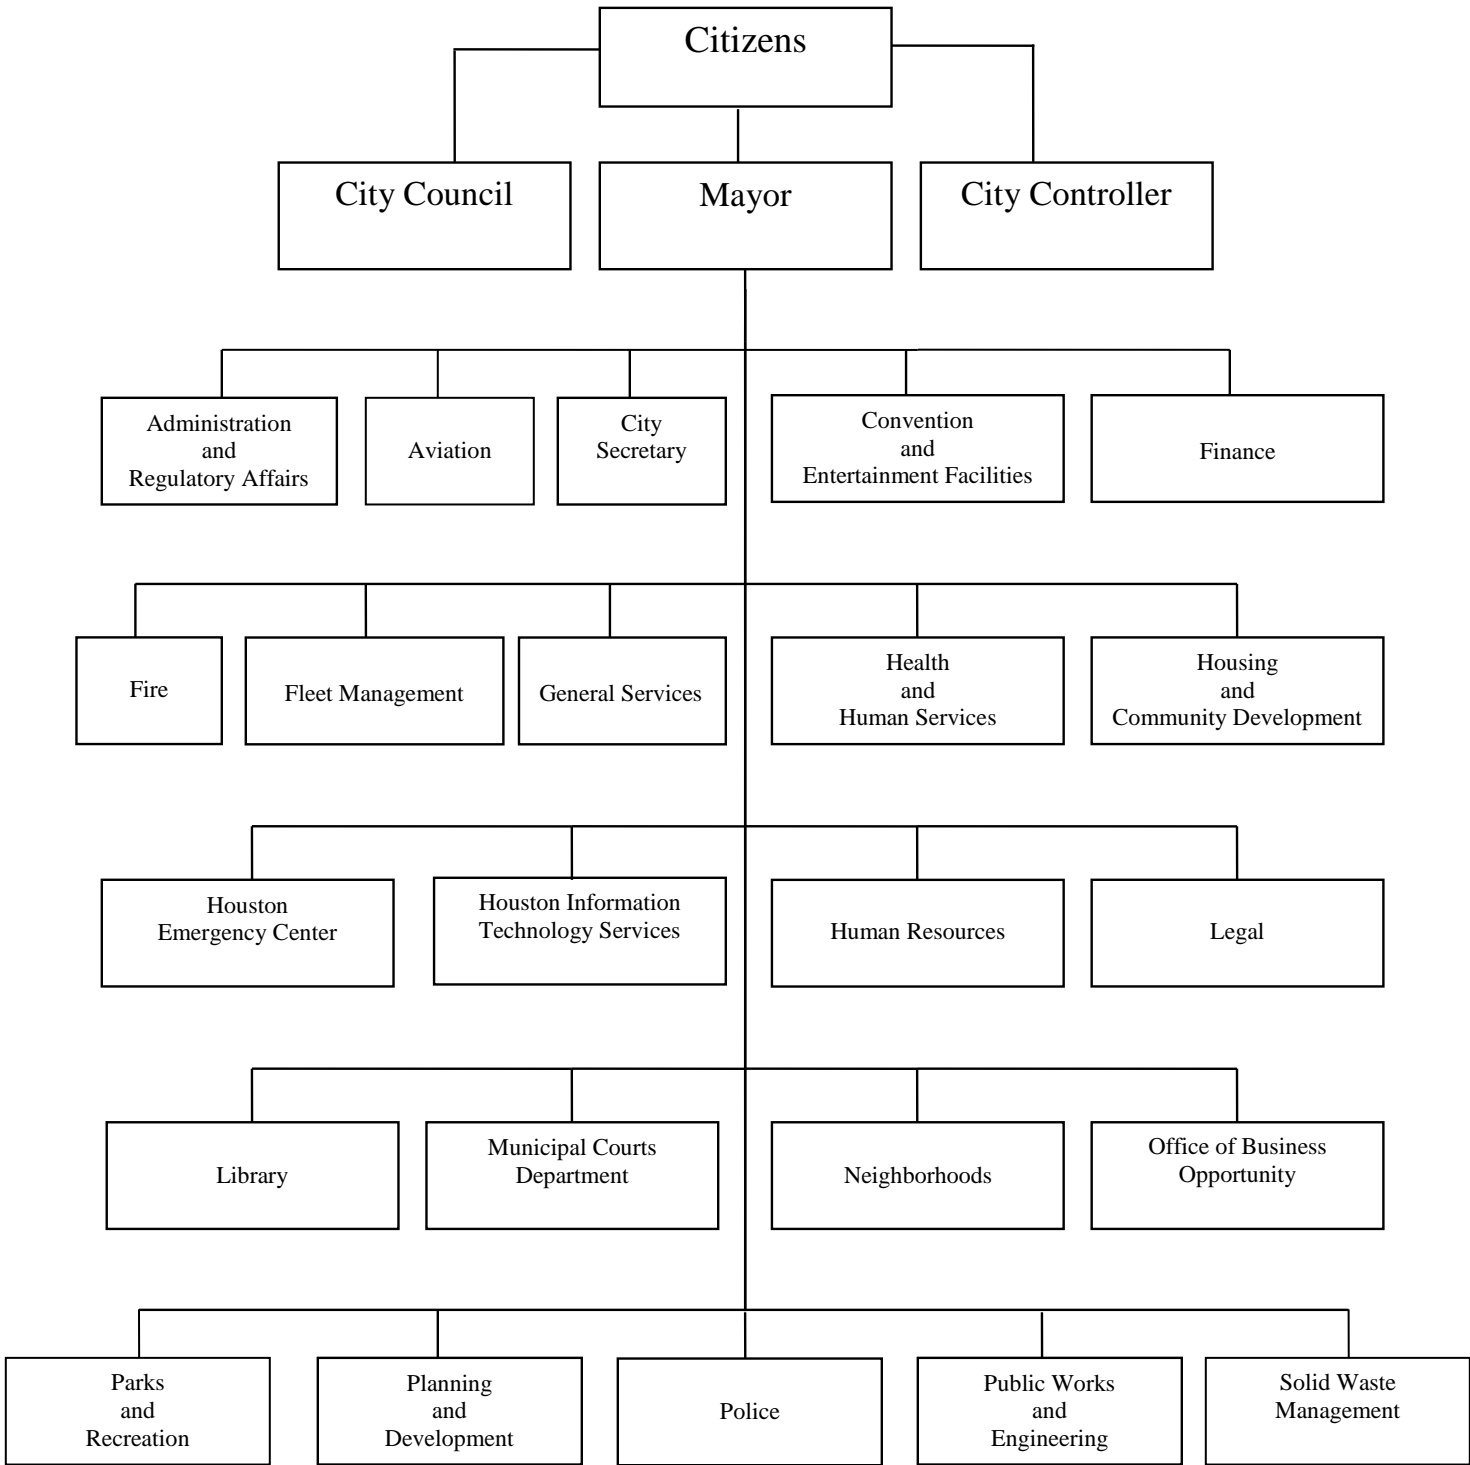 Citizens
City Council
Mayor
City Controller
Administration
and
Regulatory Affairs
Aviation
City
Secretary
Convention
and
Entertainment Facilities
Finance
Fire
Fleet Management
General Services
Health
and
Human Services
Housing
and
Community Development
Houston
Emergency Center
Houston Information
Technology Services
Human Resources
Legal
Library
Municipal Courts
Department
Neighborhoods
Office of Business
Opportunity
Parks
and
Recreation
Planning
and
Development
Police
Public Works
and
Engineering
Solid Waste
Management